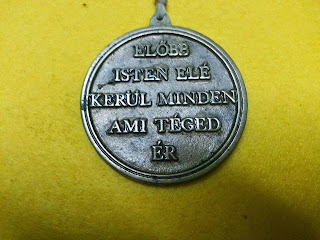 ELŐBB
ISTEN ELÉ
KERÜL MINDEN
AMI TÉGED
ÉR